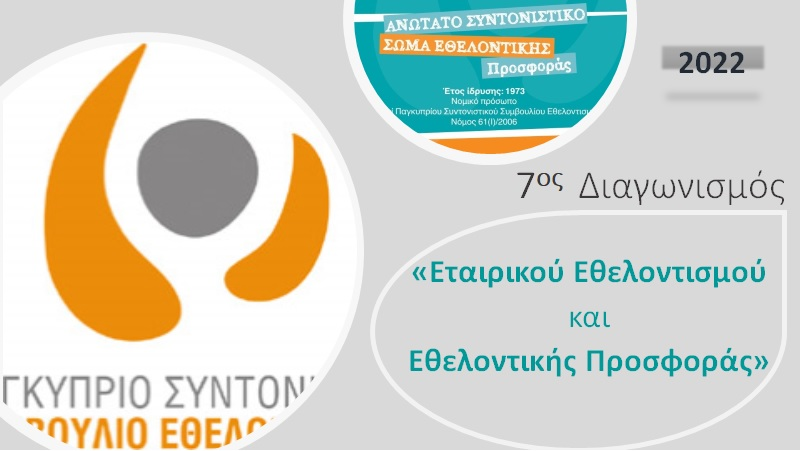 ΑΝΩΤΑΤΟ ΣΥΝΤΟΝΙΣΤΙΚΟ
ΣΩΜΑ ΕΘΕΛΟΝΤΙΚΗΣ
Προσφοράς
Έτος ίδρυσης: 1973
Νομικό πρόσωπο
Παγκυπρίου Συντονιστικού Συμβουλίου
Νόμος 61(Ι)/2006
2022
7ος Διαγωνισμός
«Εταιρικού Εθελοντισμού
και
Εθελοντικής Προσφοράς»
ΓΚΥΠΡΙΟ ΣΥΝΤΟΝΙ
ΒΟΥΛΙΟ ΕΘΕΛΟ